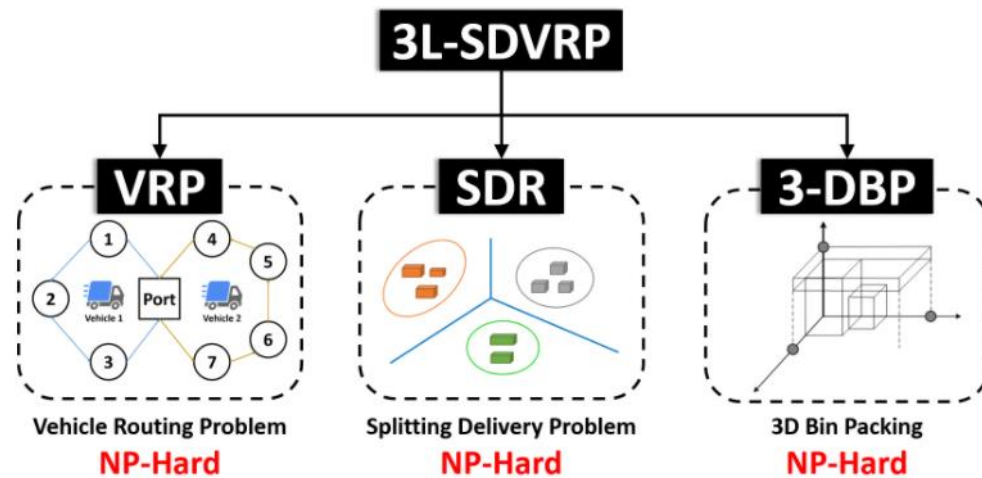 3L-SDVRP
VRP
SDR
3-DBP
1
4
5
2
Vehicle 1
Port
Vehicle 2
3
7
6
Vehicle Routing Problem
Splitting Delivery Problem
3D Bin Packing
NP-Hard
NP-Hard
NP-Hard